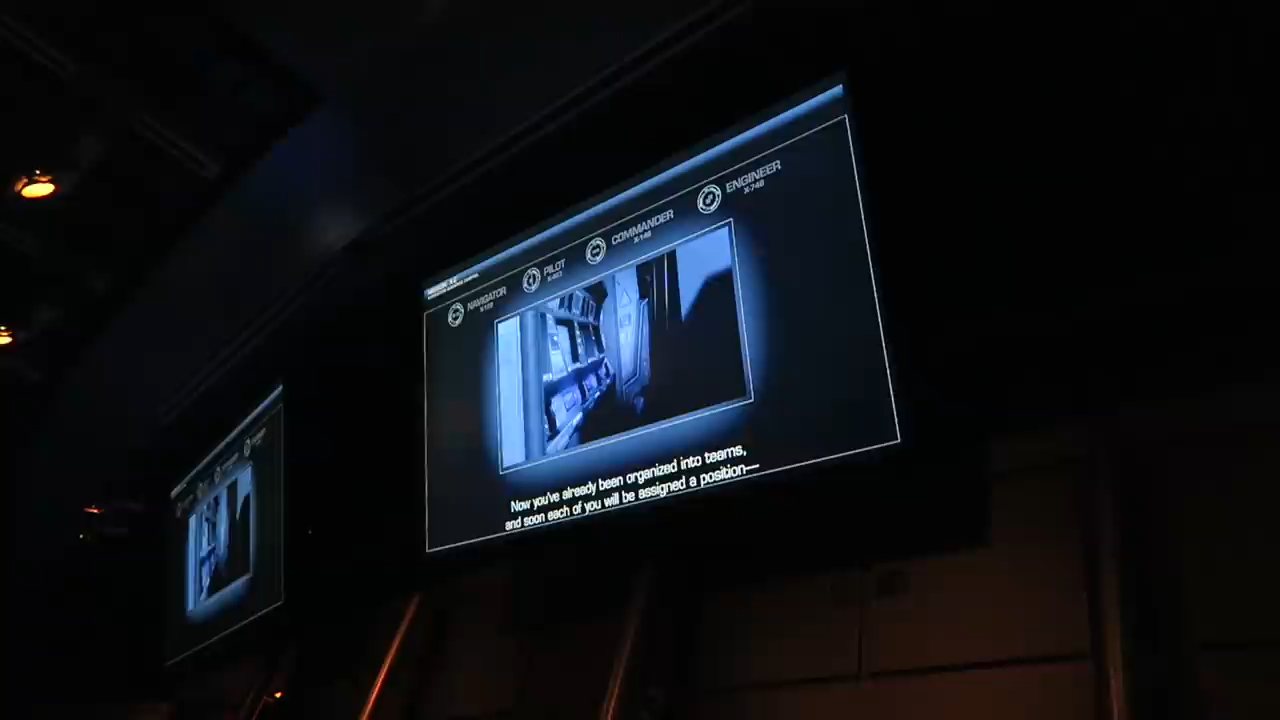 NAVIGATOR
PILOT
COMMANDER
ENGINEER
X-748
Now you've already been organized into teams,
and soon each of you will be assigned a position—